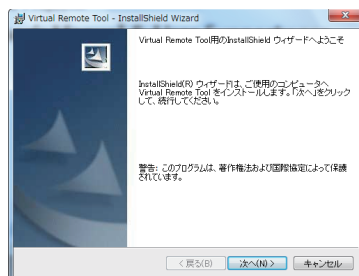 Virtual Remote Tool - InstallShield Wizard
Virtual Remote Tool用のInstallShield ウィザードへようこそ
InstallShield(R) ウィザードは、ご使用のコンピュータへ
Virtual Remote Tool をインストールします。「次へ」をクリック
して、続行してください。
警告: このプログラムは、著作権法および国際協定によって保護
されています。
< 戻る(B)
次へ(N) >
キャンセル